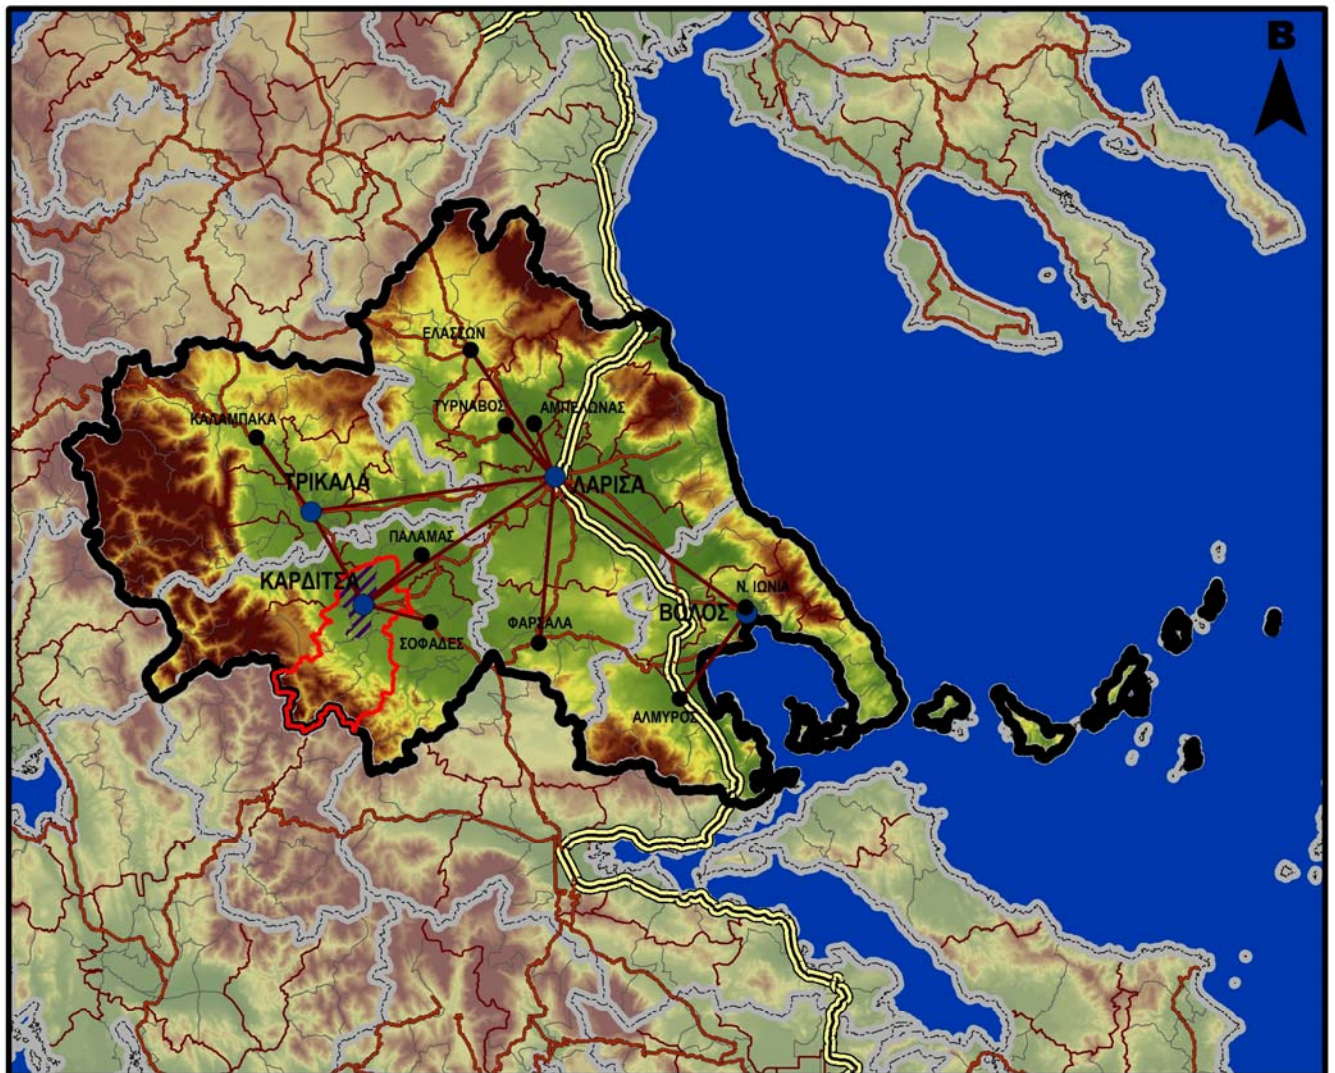 Β
ΕΛΑΣΣΩΝ
ΤΥΡΝΑΒΟΣ
ΑΜΠΕΛΩΝΑΣ
ΚΑΛΑΜΠΑΚΑ
ΤΡΙΚΑΛΑ
ΛΑΡΙΣΑ
ΠΑΛΑΜΑΣ
ΚΑΡΔΙΤΣΑ
Ν. ΙΩΝΙΑ
ΒΟΛΟΣ
ΦΑΡΣΑΛΑ
ΣΟΦΑΔΕΣ
ΑΛΜΥΡΟΣ